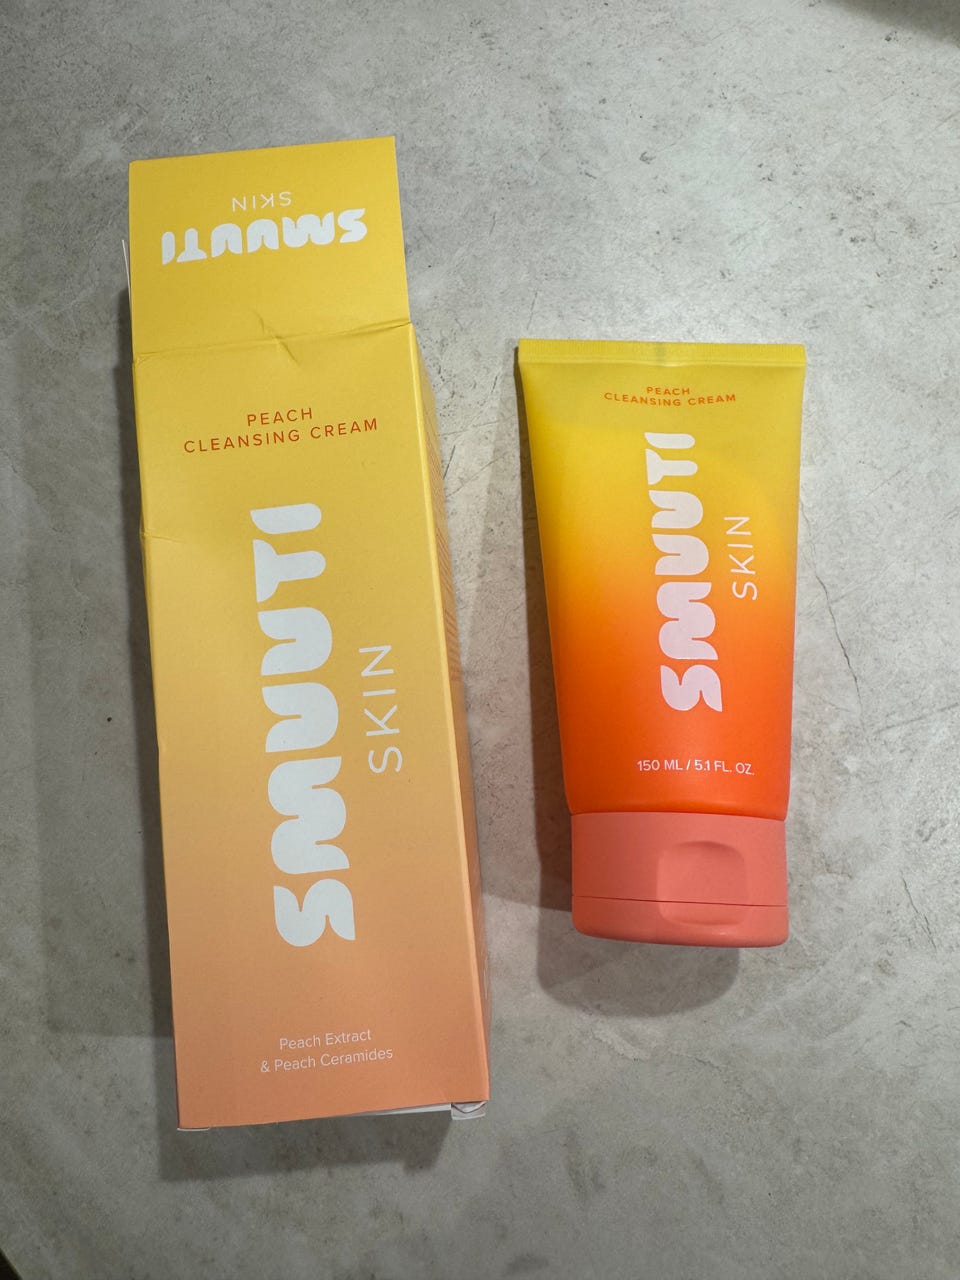 SMUUTI
SKIN
PEACH
CLEANSING CREAM
SMUUTI
SKIN
Peach Extract
& Peach Ceramides
PEACH
CLEANSING CREAM
SMUUTI
SKIN
150 ML / 5.1 FL. OZ.